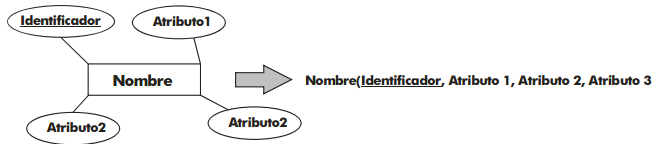 Identificador
Atributo1
Nombre
Nombre(Identificador, Atributo 1, Atributo 2, Atributo 3
Atributo2
Atributo2